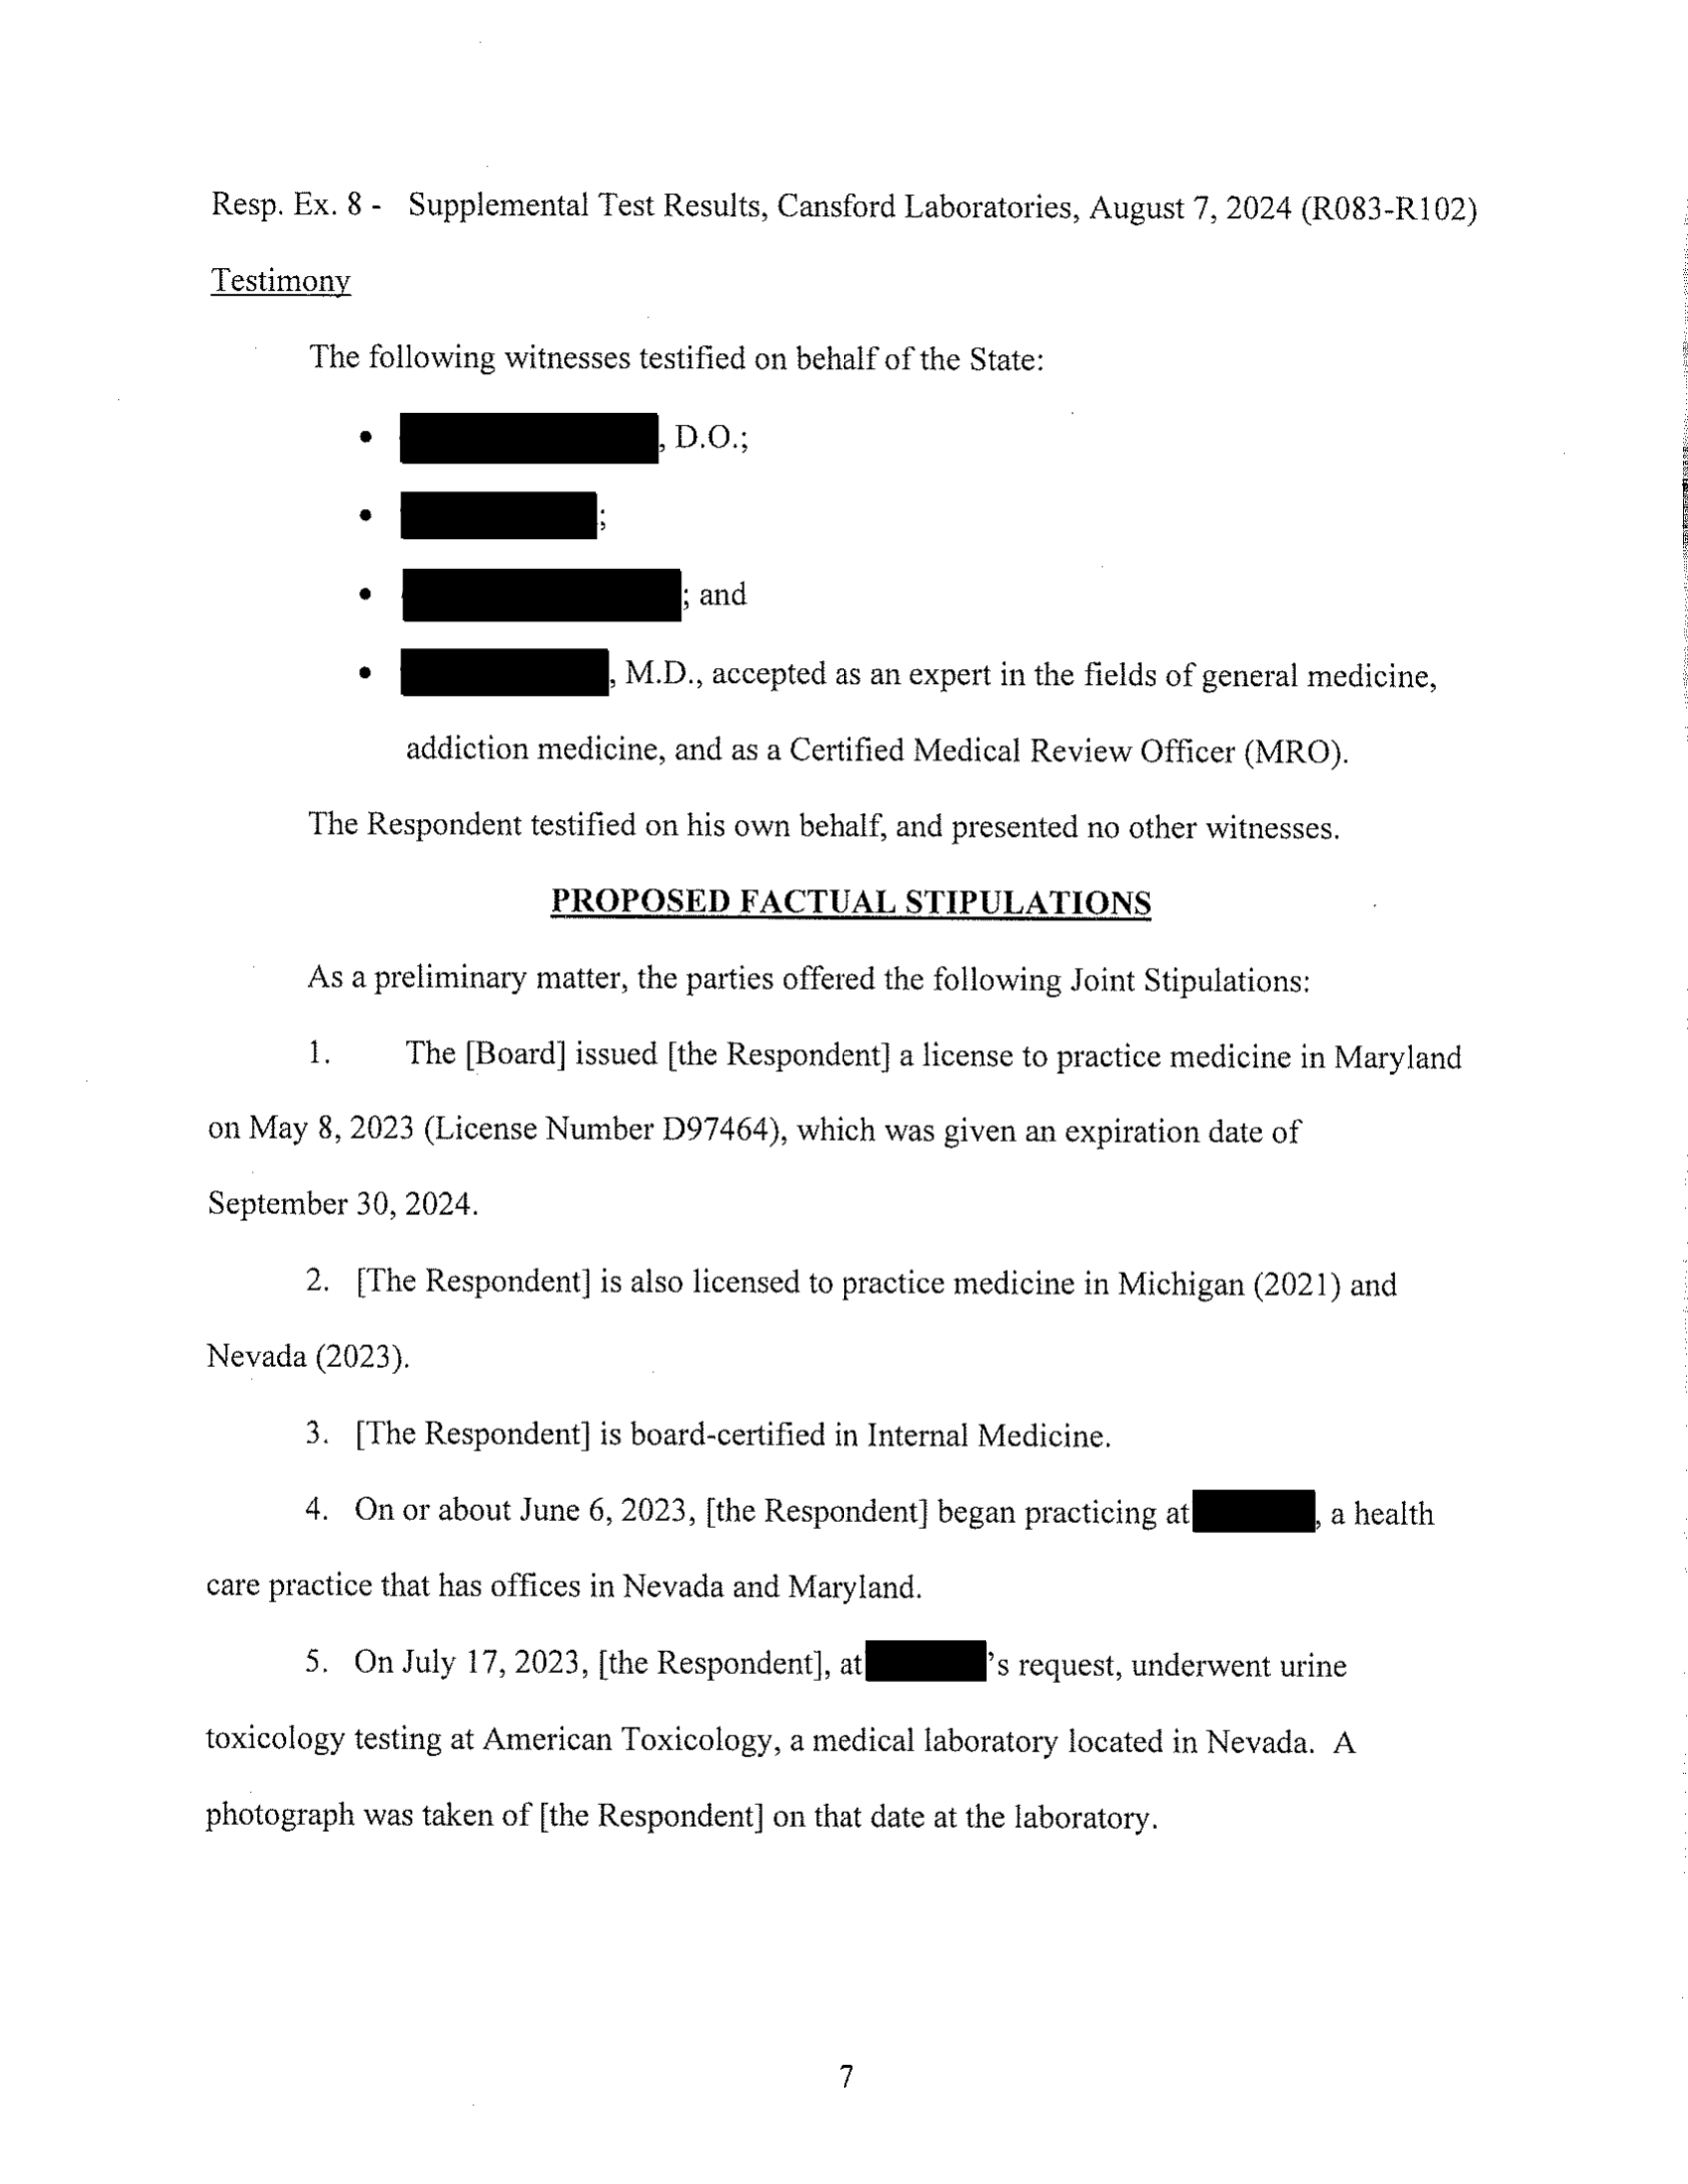 Resp. Ex. 8 - Supplemental Test Results, Cansford Laboratories, August 7, 2024 (R083-R102)
Testimony
The following witnesses testified on behalf of the State:
• , D.O.;
• ;
• ; and
• , M.D., accepted as an expert in the fields of general medicine,
addiction medicine, and as a Certified Medical Review Officer (MRO).
The Respondent testified on his own behalf, and presented no other witnesses.
PROPOSED FACTUAL STIPULATIONS
As a preliminary matter, the parties offered the following Joint Stipulations:
1. The [Board] issued [the Respondent] a license to practice medicine in Maryland
on May 8, 2023 (License Number D97464), which was given an expiration date of
September 30, 2024.
2. [The Respondent] is also licensed to practice medicine in Michigan (2021) and
Nevada (2023).
3. [The Respondent] is board-certified in Internal Medicine.
4. On or about June 6, 2023, [the Respondent] began practicing at , a health
care practice that has offices in Nevada and Maryland.
5. On July 17, 2023, [the Respondent], at 's request, underwent urine
toxicology testing at American Toxicology, a medical laboratory located in Nevada. A
photograph was taken of [the Respondent] on that date at the laboratory.
7